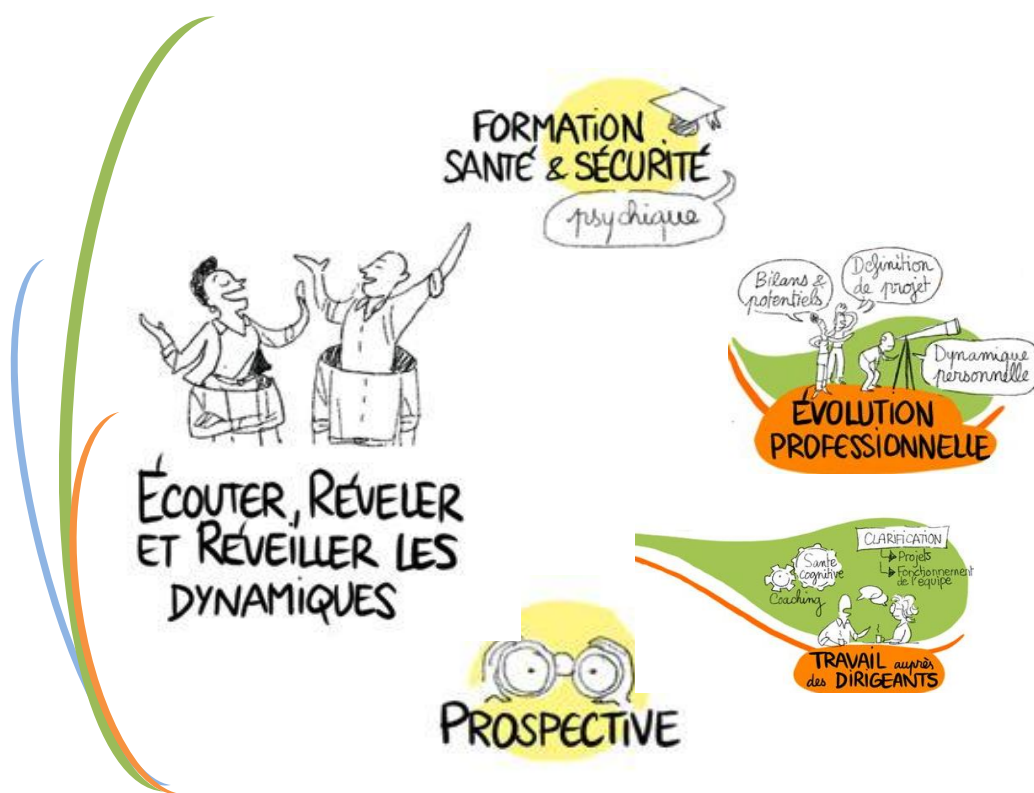 FORMATION
SANTÉ & SÉCURITÉ
psychique
Bilans &
potentiels
Définition
de projet
Dynamique
personnelle
ÉVOLUTION
PROFESSIONNELLE
ÉCOUTER, RÉVELER
ET RÉVEILLER LES
DYNAMIQUES
CLARIFICATION
Projets
Fonctionnement
de l'équipe
Santé
Cognitive
Coaching
TRAVAIL auprès
des DIRIGEANTS
PROSPECTIVE